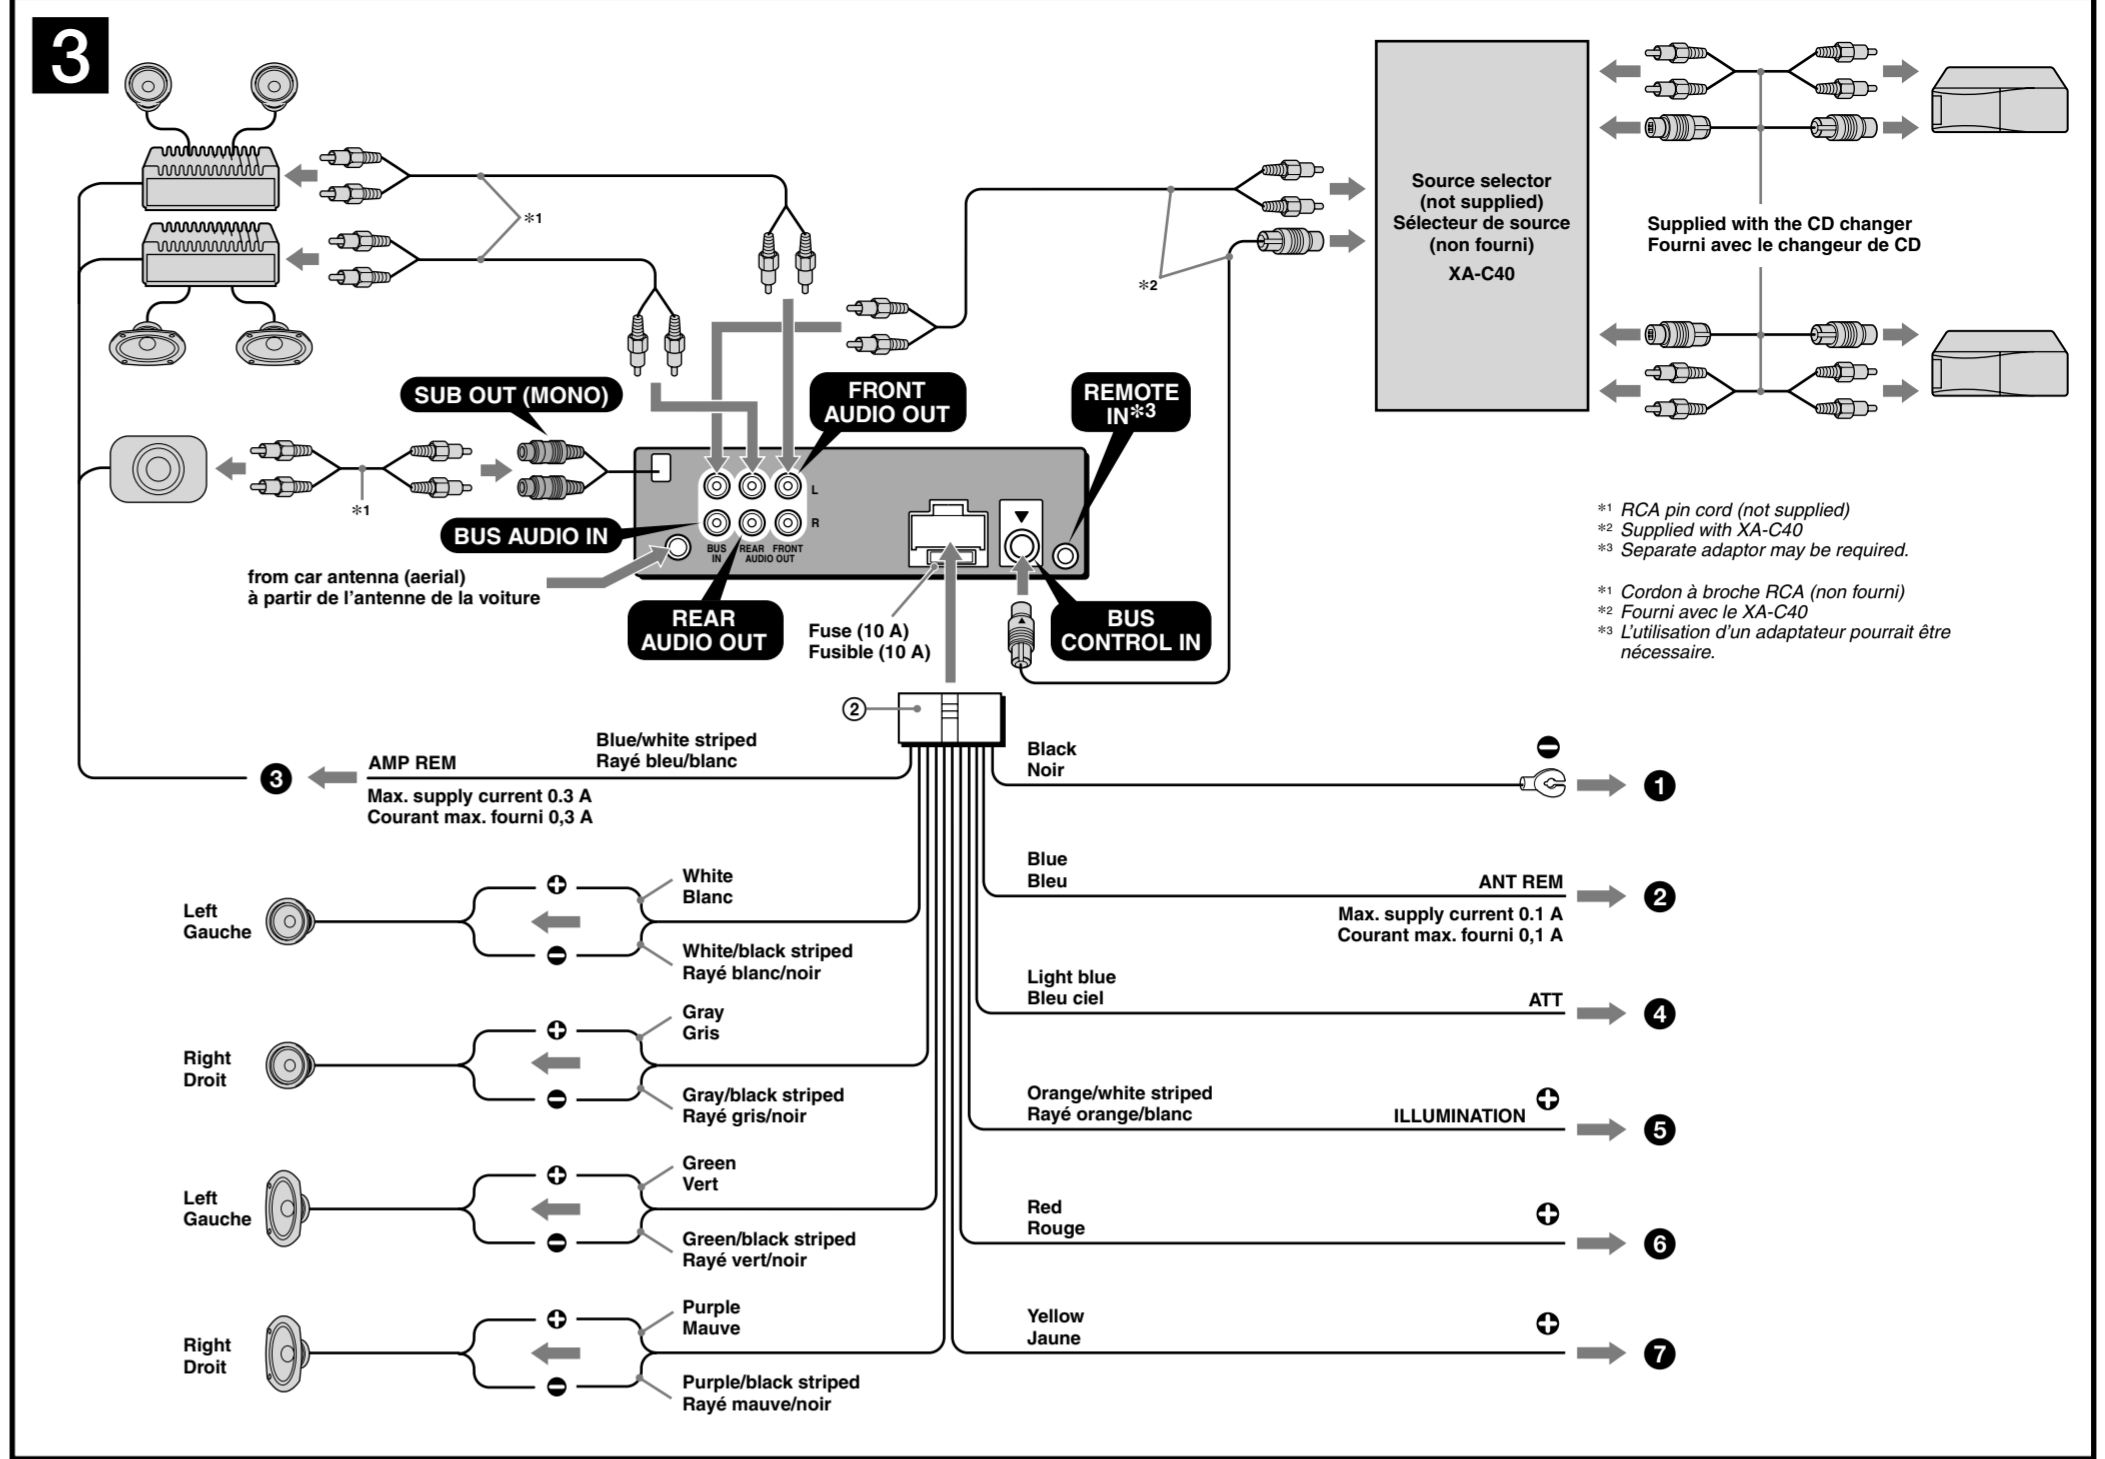 3
Source selector
(not supplied)
Sélecteur de source
(non fourni)
XA-C40
Supplied with the CD changer
Fourni avec le changeur de CD
*1
*2
SUB OUT (MONO)
FRONT
AUDIO OUT
REMOTE
IN*3
*1
L
R
BUS AUDIO IN
BUS
IN
REAR
FRONT
AUDIO OUT
from car antenna (aerial)
à partir de l'antenne de la voiture
REAR
AUDIO OUT
Fuse (10 A)
Fusible (10 A)
BUS
CONTROL IN
*1 RCA pin cord (not supplied)
*2 Supplied with XA-C40
*3 Separate adaptor may be required.
*1 Cordon à broche RCA (non fourni)
*2 Fourni avec le XA-C40
*3 L'utilisation d'un adaptateur pourrait être
nécessaire.
2
3
AMP REM
Blue/white striped
Rayé bleu/blanc
Max. supply current 0.3 A
Courant max. fourni 0,3 A
Black
Noir
1
Blue
Bleu
ANT REM
2
Max. supply current 0.1 A
Courant max. fourni 0,1 A
Left
Gauche
White
Blanc
White/black striped
Rayé blanc/noir
Light blue
Bleu ciel
ATT
4
Right
Droit
Gray
Gris
Gray/black striped
Rayé gris/noir
Orange/white striped
Rayé orange/blanc
ILLUMINATION
5
Left
Gauche
Green
Vert
Green/black striped
Rayé vert/noir
Red
Rouge
6
Right
Droit
Purple
Mauve
Purple/black striped
Rayé mauve/noir
Yellow
Jaune
7